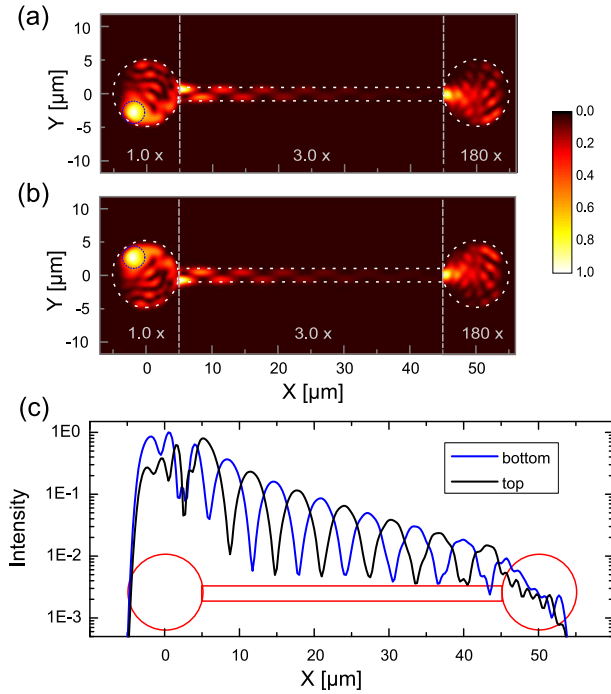 (a)
Y [µm]
10
5
0
-5
-10
1.0 x
3.0 x
180 x
0.0
0.2
0.4
0.6
0.8
1.0
(b)
Y [µm]
10
5
0
-5
-10
1.0 x
3.0 x
180 x
0 10 20 30 40 50
X [µm]
(c)
Intensity
1E0
1E-1
1E-2
1E-3
bottom
top
0 10 20 30 40 50
X [µm]